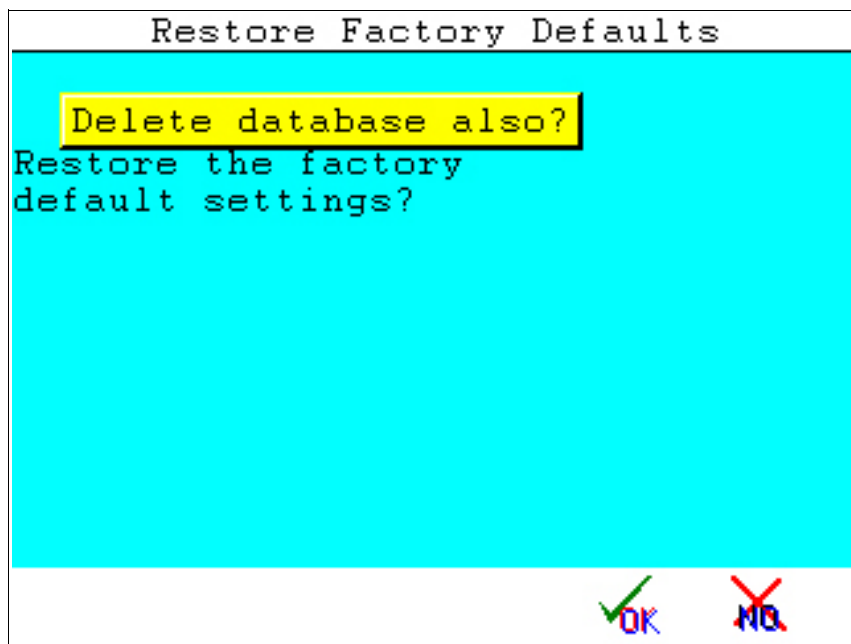 Restore Factory Defaults
Delete database also?
Restore the factory
default settings?
OK NO